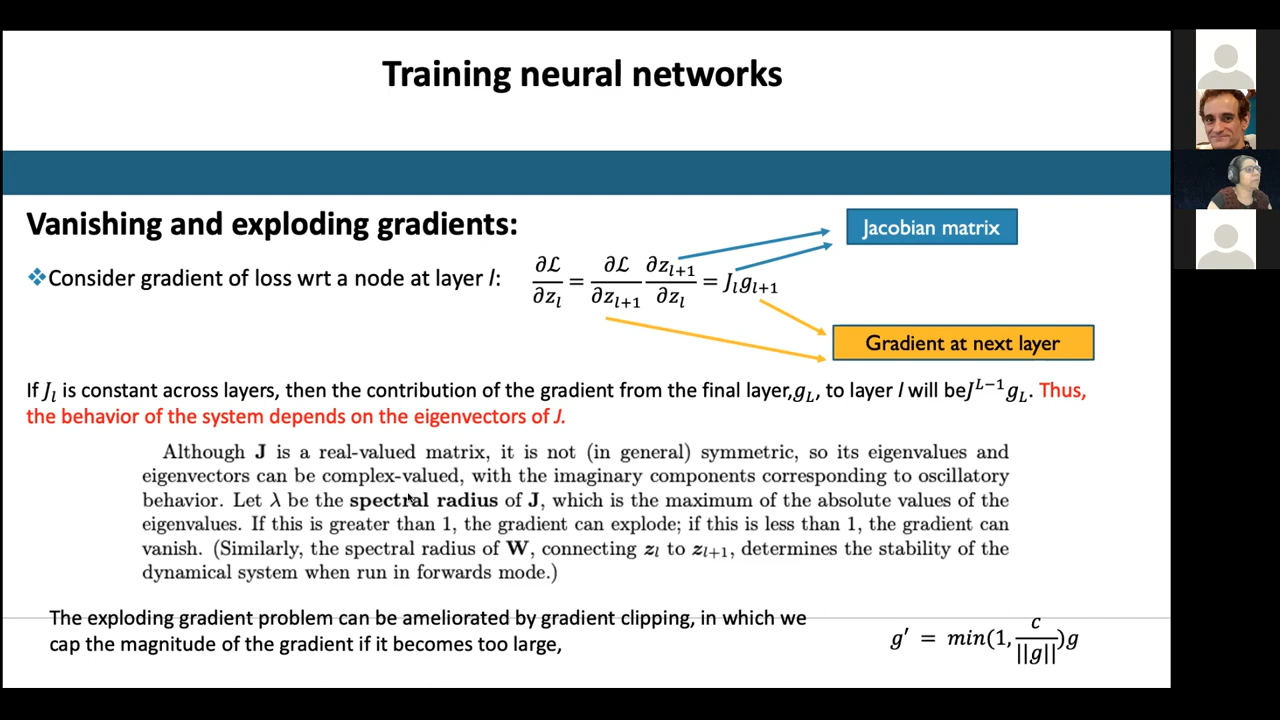 Training neural networks
Vanishing and exploding gradients:
Jacobian matrix
❖Consider gradient of loss wrt a node at layer l: ∂ℒ/∂z_l = ∂ℒ/∂z_{l+1} ∂z_{l+1}/∂z_l = J_l g_{l+1}
Gradient at next layer
If J_l is constant across layers, then the contribution of the gradient from the final layer,g_L, to layer l will beJ^{L−1}g_L. Thus,
the behavior of the system depends on the eigenvectors of J.
Although J is a real-valued matrix, it is not (in general) symmetric, so its eigenvalues and
eigenvectors can be complex-valued, with the imaginary components corresponding to oscillatory
behavior. Let λ be the spectral radius of J, which is the maximum of the absolute values of the
eigenvalues. If this is greater than 1, the gradient can explode; if this is less than 1, the gradient can
vanish. (Similarly, the spectral radius of W, connecting z_l to z_{l+1}, determines the stability of the
dynamical system when run in forwards mode.)
The exploding gradient problem can be ameliorated by gradient clipping, in which we
cap the magnitude of the gradient if it becomes too large,
g′ = min(1, c/||g||)g